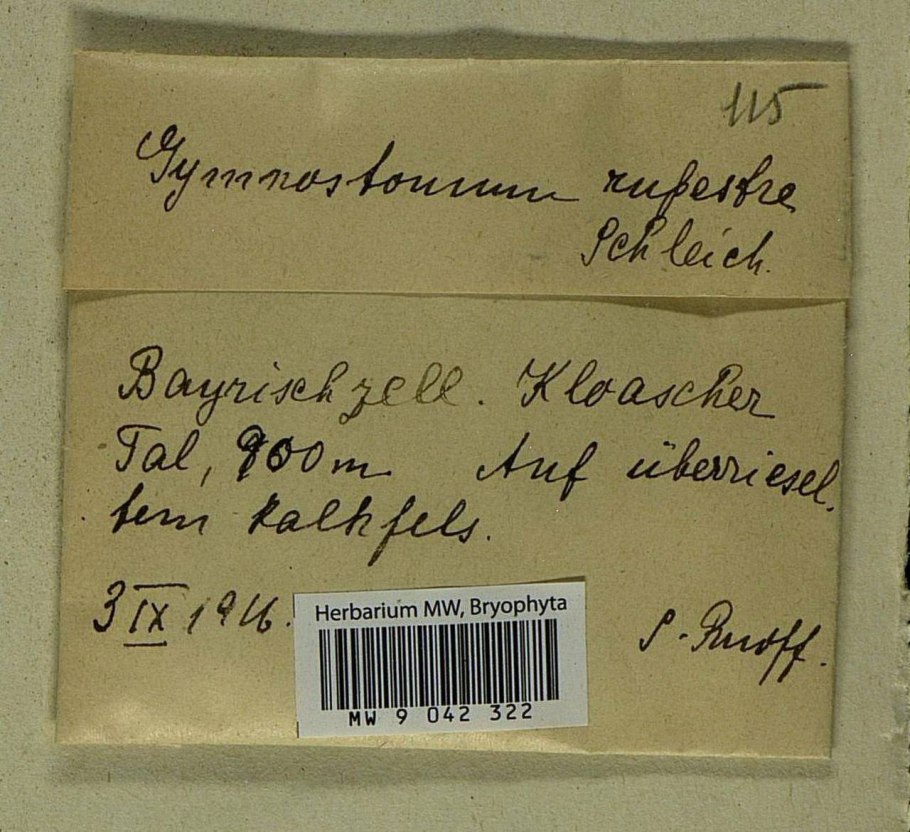 115
Gymnostomum rupestre
Schleich.
Bayrischzell. Kloascher
Tal, 900m Auf überriesel-
tem Kalkfels.
3 IX 1916.
Herbarium MW, Bryophyta
MW 9 042 322
S. Ruoff.